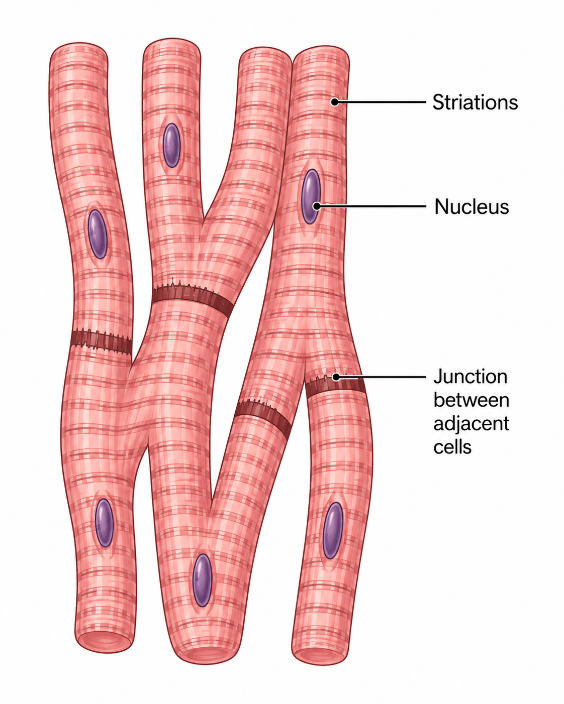 Striations
Nucleus
Junction
between
adjacent
cells